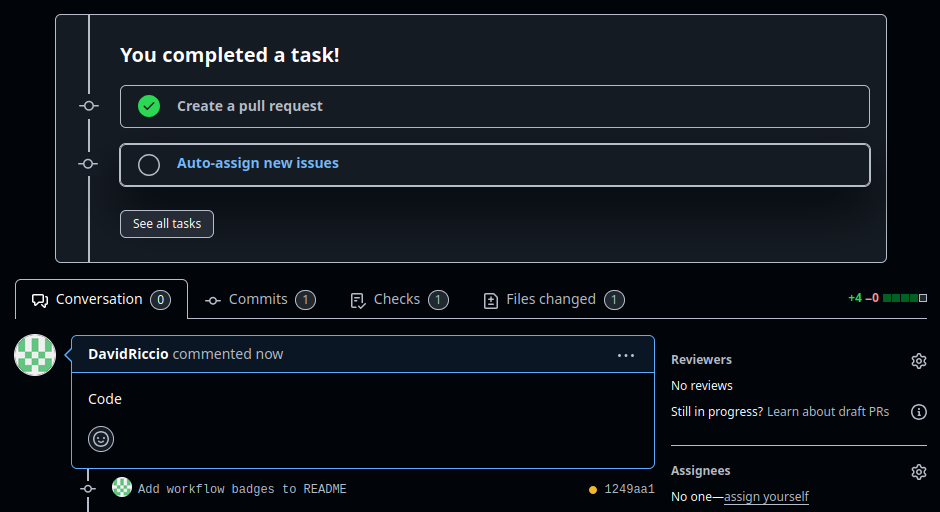 You completed a task!
Create a pull request
Auto-assign new issues
See all tasks
Conversation 0 Commits 1 Checks 1 Files changed 1 +4 −0
DavidRiccio commented now
Code
Add workflow badges to README 1249aa1
Reviewers
No reviews
Still in progress? Learn about draft PRs
Assignees
No one—assign yourself